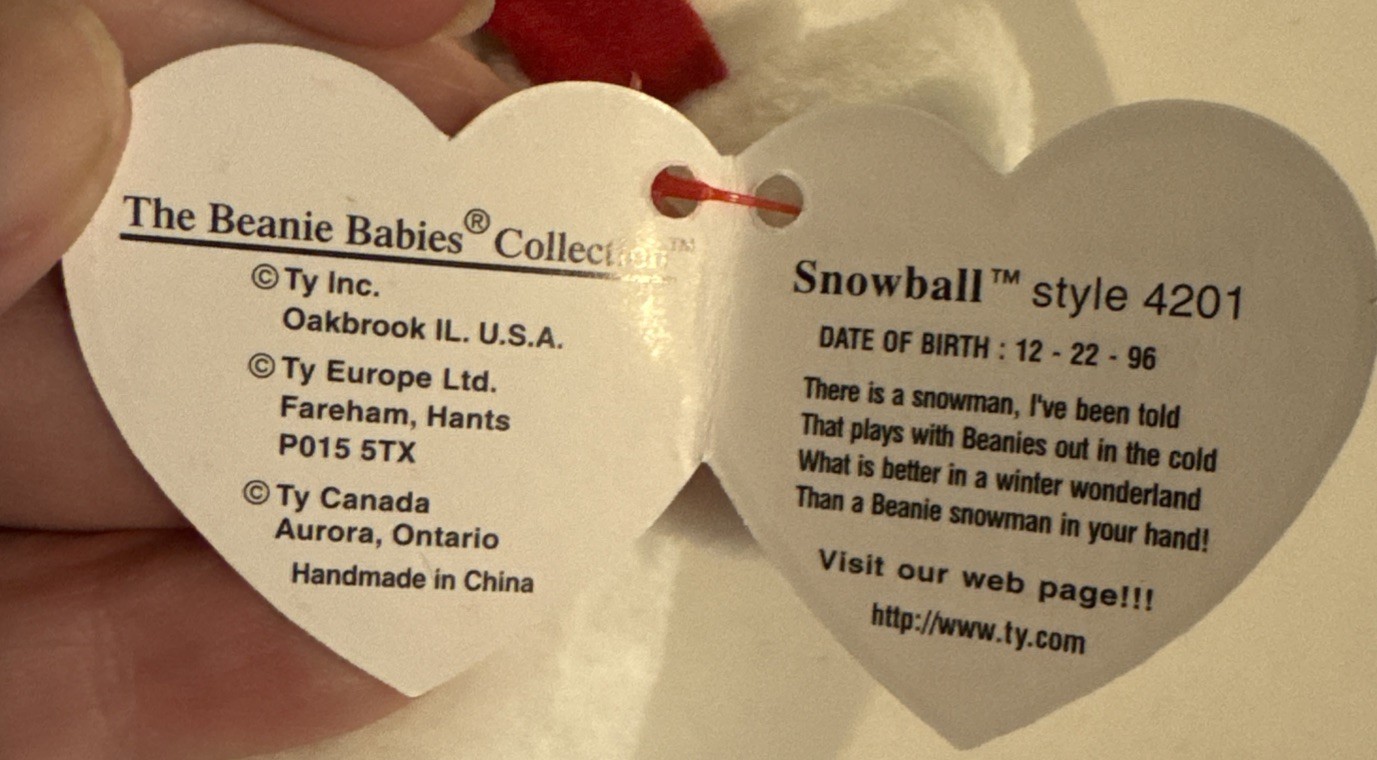 The Beanie Babies® Collection™
© Ty Inc.
Oakbrook IL. U.S.A.
© Ty Europe Ltd.
Fareham, Hants
P015 5TX
© Ty Canada
Aurora, Ontario
Handmade in China
Snowball™ style 4201
DATE OF BIRTH : 12 - 22 - 96
There is a snowman, I've been told
That plays with Beanies out in the cold
What is better in a winter wonderland
Than a Beanie snowman in your hand!
Visit our web page!!!
http://www.ty.com